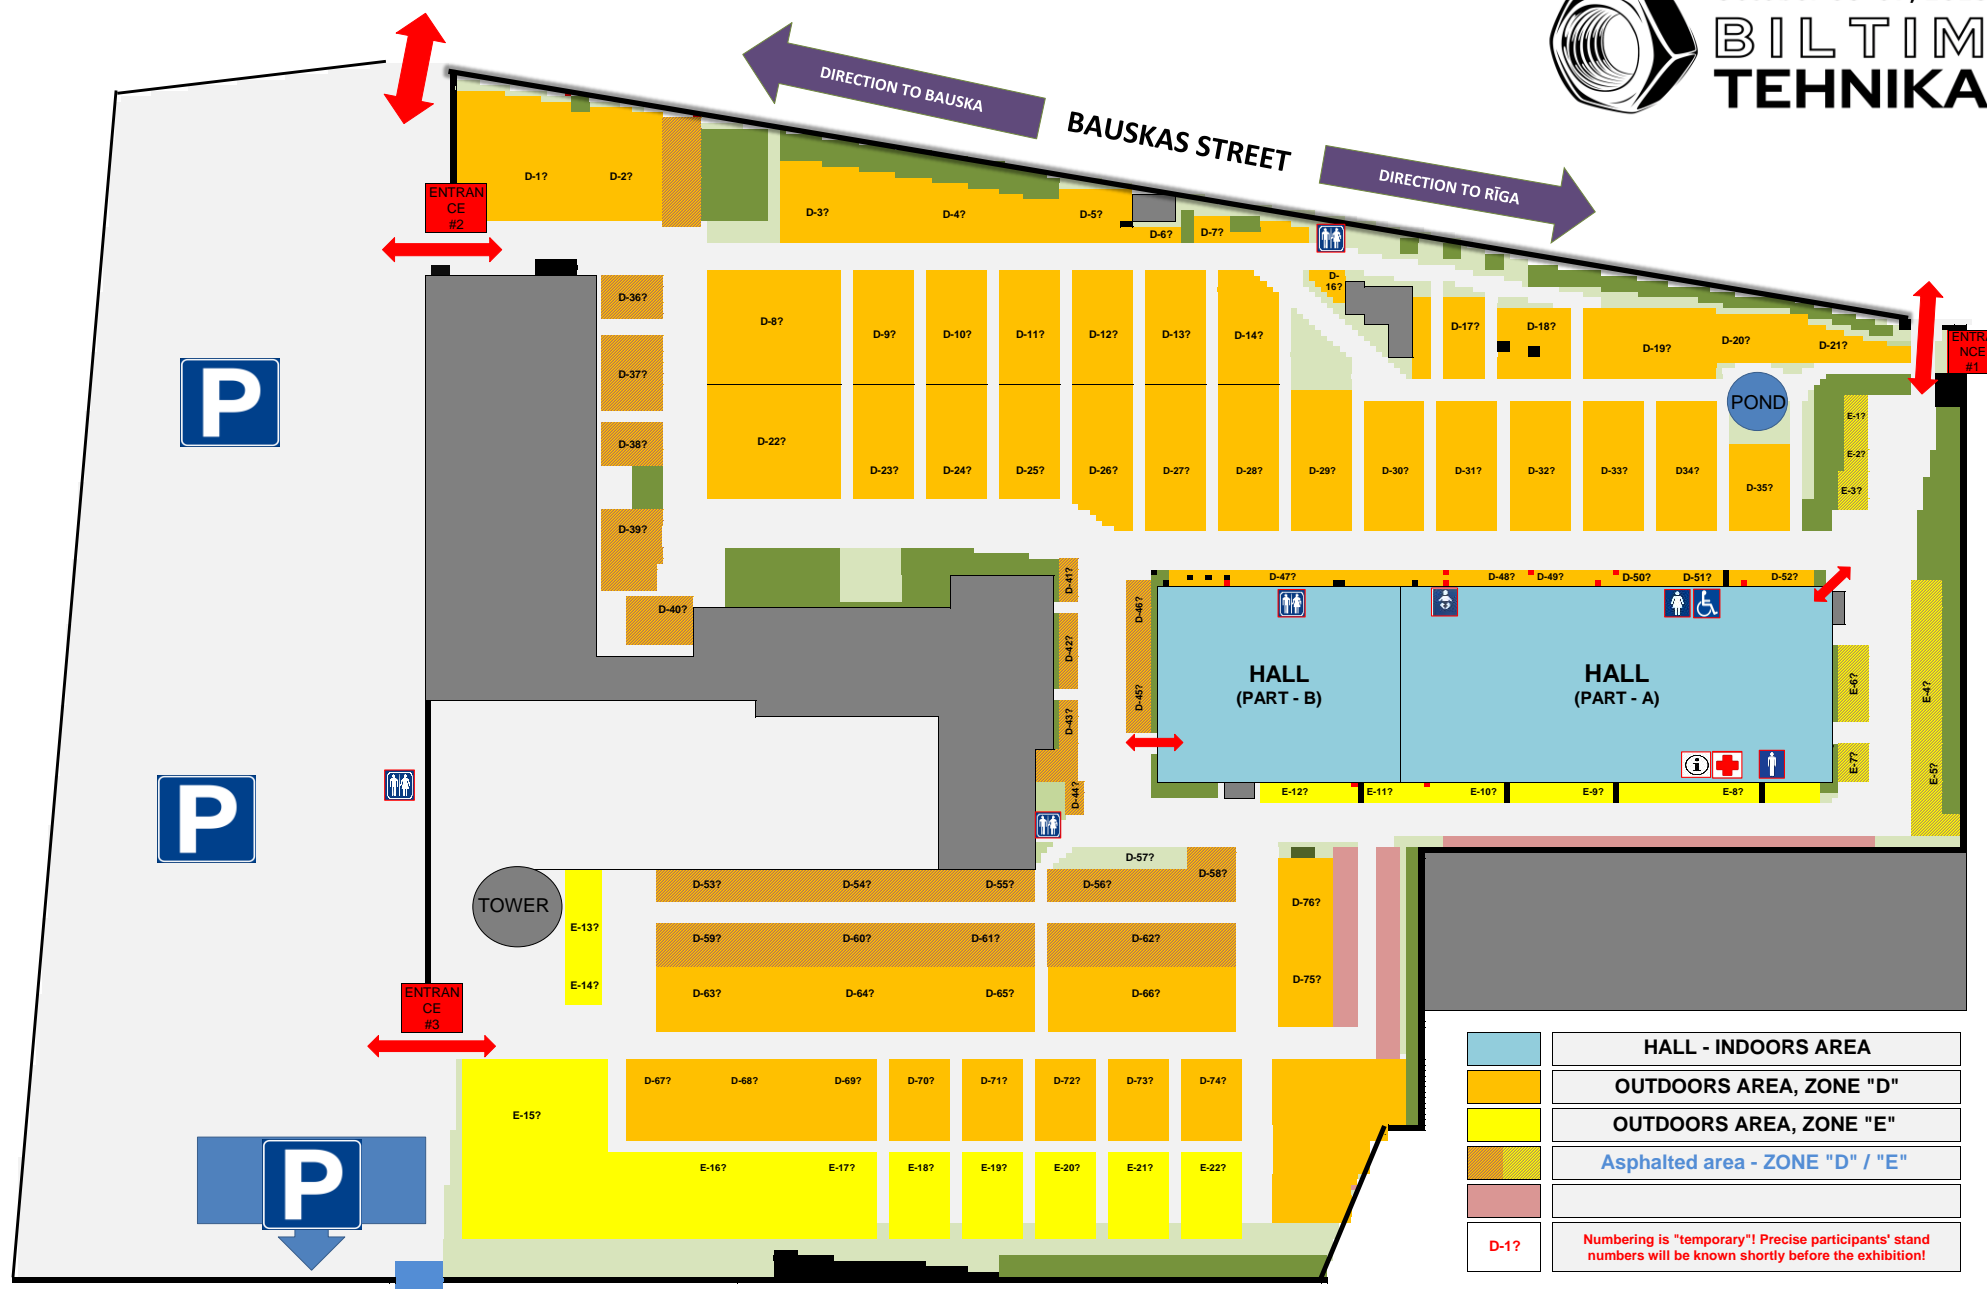 BILTIM
TEHNIKA
DIRECTION TO BAUSKA
BAUSKAS STREET
DIRECTION TO RĪGA
ENTRAN
CE
#2
D-1?
D-2?
D-3?
D-4?
D-5?
D-6?
D-7?
D-
16?
D-36?
D-8?
D-9?
D-10?
D-11?
D-12?
D-13?
D-14?
D-17?
D-18?
D-19?
D-20?
D-21?
ENTRA
NCE
#1
D-37?
POND
E-1?
D-38?
D-22?
D-23?
D-24?
D-25?
D-26?
D-27?
D-28?
D-29?
D-30?
D-31?
D-32?
D-33?
D34?
D-35?
E-2?
E-3?
P
D-39?
D-40?
D-41?
D-42?
D-43?
D-44?
D-46?
D-45?
D-47?
D-48?
D-49?
D-50?
D-51?
D-52?
HALL
(PART - B)
HALL
(PART - A)
E-6?
E-4?
E-7?
E-5?
i
E-12?
E-11?
E-10?
E-9?
E-8?
P
TOWER
E-13?
E-14?
D-53?
D-54?
D-55?
D-56?
D-57?
D-58?
D-59?
D-60?
D-61?
D-62?
D-63?
D-64?
D-65?
D-66?
D-76?
D-75?
ENTRAN
CE
#3
E-15?
D-67?
D-68?
D-69?
D-70?
D-71?
D-72?
D-73?
D-74?
E-16?
E-17?
E-18?
E-19?
E-20?
E-21?
E-22?
P
HALL - INDOORS AREA
OUTDOORS AREA, ZONE "D"
OUTDOORS AREA, ZONE "E"
Asphalted area - ZONE "D" / "E"
D-1?
Numbering is "temporary"! Precise participants' stand
numbers will be known shortly before the exhibition!